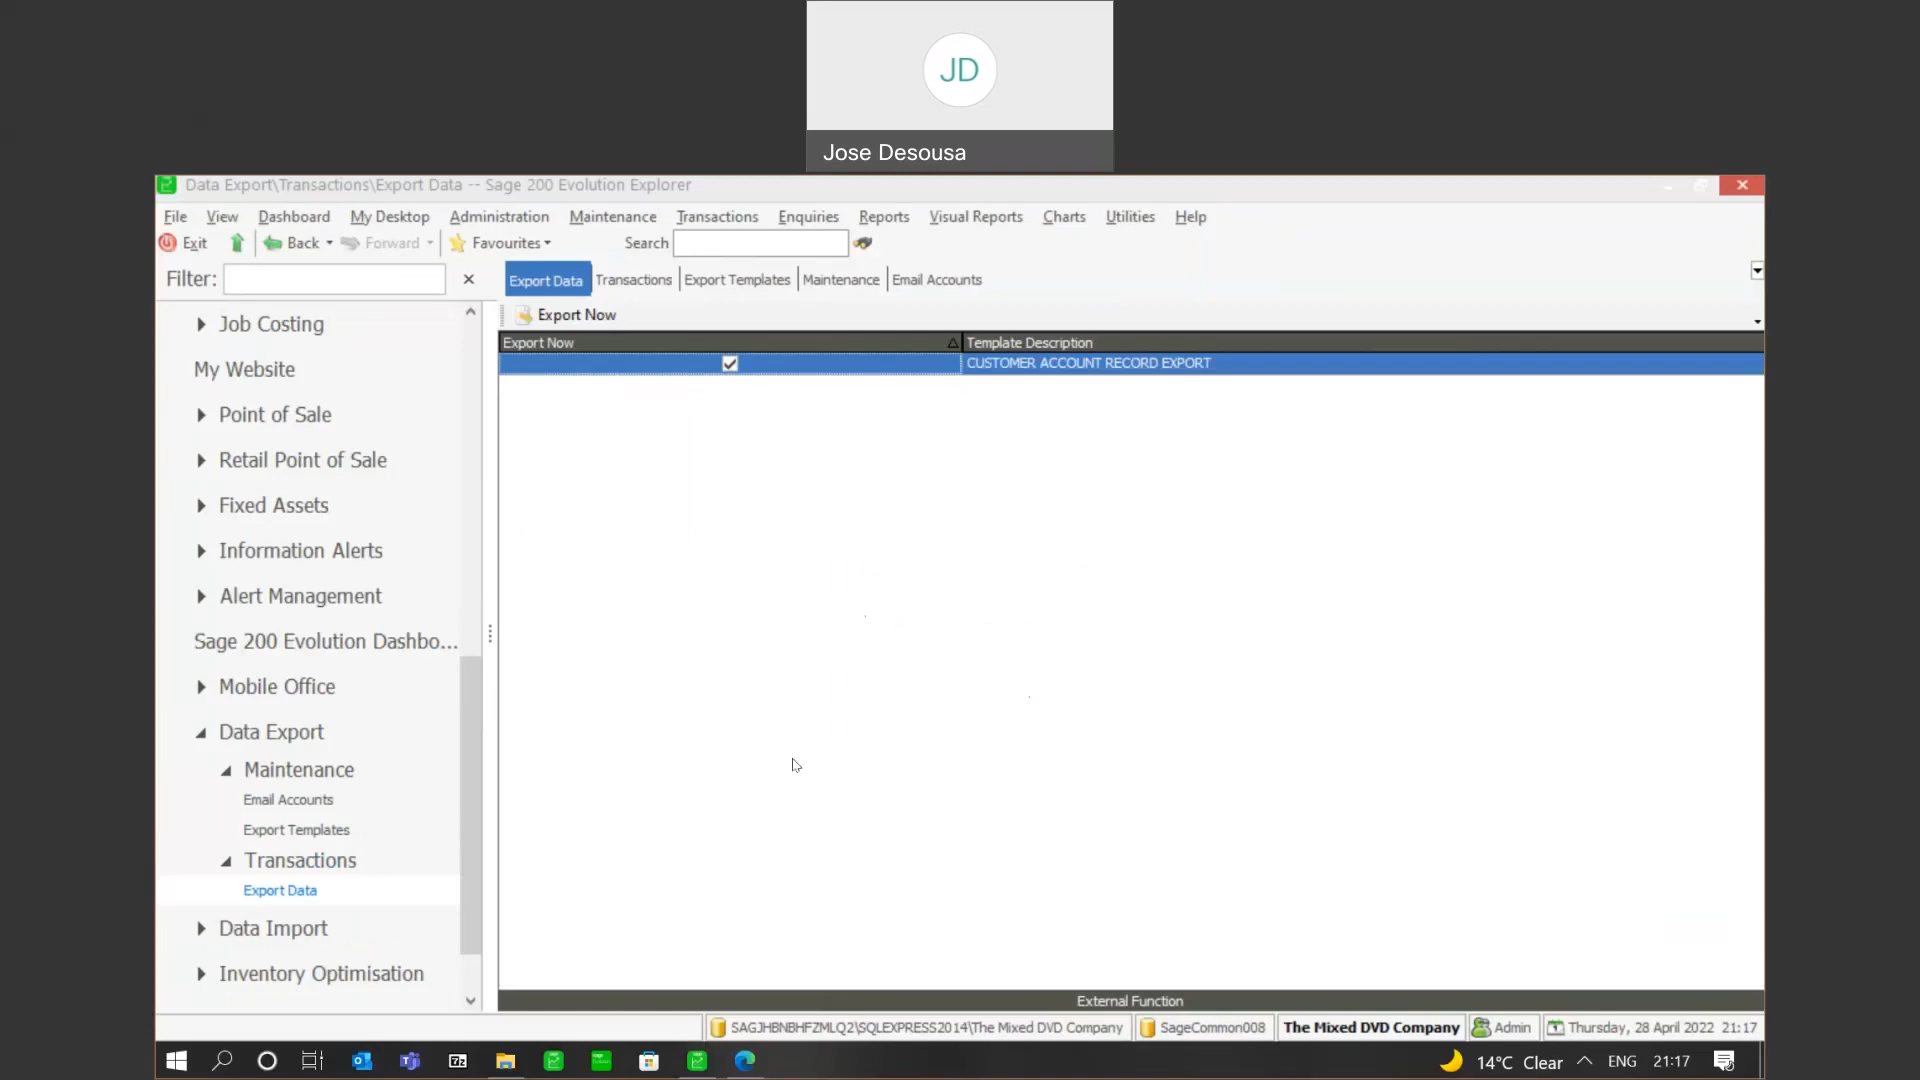 JD
Jose Desousa
Data Export\Transactions\Export Data -- Sage 200 Evolution Explorer
File View Dashboard My Desktop Administration Maintenance Transactions Enquiries Reports Visual Reports Charts Utilities Help
Exit Back Forward Favourites Search
Filter:
Export Data Transactions Export Templates Maintenance Email Accounts
Export Now
Export Now Template Description
CUSTOMER ACCOUNT RECORD EXPORT
Job Costing
My Website
Point of Sale
Retail Point of Sale
Fixed Assets
Information Alerts
Alert Management
Sage 200 Evolution Dashbo...
Mobile Office
Data Export
Maintenance
Email Accounts
Export Templates
Transactions
Export Data
Data Import
Inventory Optimisation
External Function
SAGJHBNBHFZMLQ2\SQLEXPRESS2014\The Mixed DVD Company SageCommon008 The Mixed DVD Company Admin Thursday, 28 April 2022 21:17
7z 14°C Clear ENG 21:17